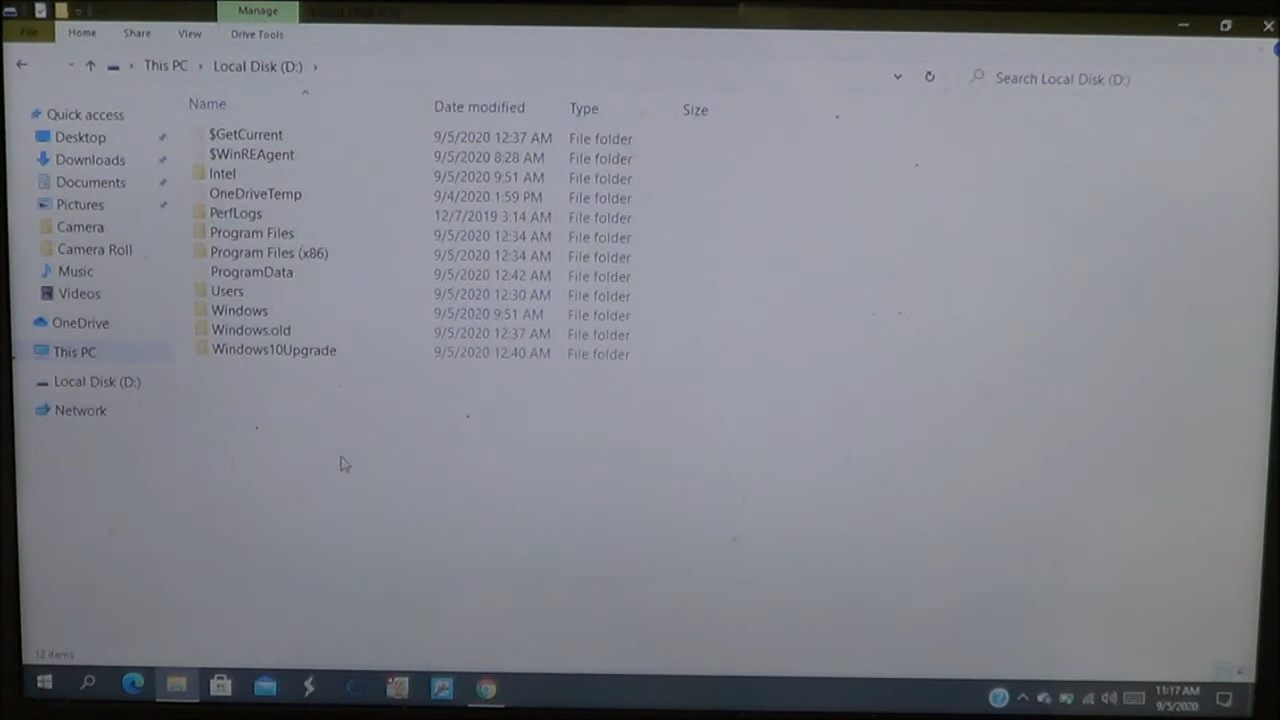 Manage
File Home Share View Drive Tools
This PC Local Disk (D:)
Search Local Disk (D:)
Quick access
Desktop
Downloads
Documents
Pictures
Camera
Camera Roll
Music
Videos
OneDrive
This PC
Local Disk (D:)
Network
Name Date modified Type Size
$GetCurrent 9/5/2020 12:37 AM File folder
$WinREAgent 9/5/2020 8:28 AM File folder
Intel 9/5/2020 9:51 AM File folder
OneDriveTemp 9/4/2020 1:59 PM File folder
PerfLogs 12/7/2019 3:14 AM File folder
Program Files 9/5/2020 12:34 AM File folder
Program Files (x86) 9/5/2020 12:34 AM File folder
ProgramData 9/5/2020 12:42 AM File folder
Users 9/5/2020 12:30 AM File folder
Windows 9/5/2020 9:51 AM File folder
Windows.old 9/5/2020 12:37 AM File folder
Windows10Upgrade 9/5/2020 12:40 AM File folder
12 items
11:17 AM
9/5/2020